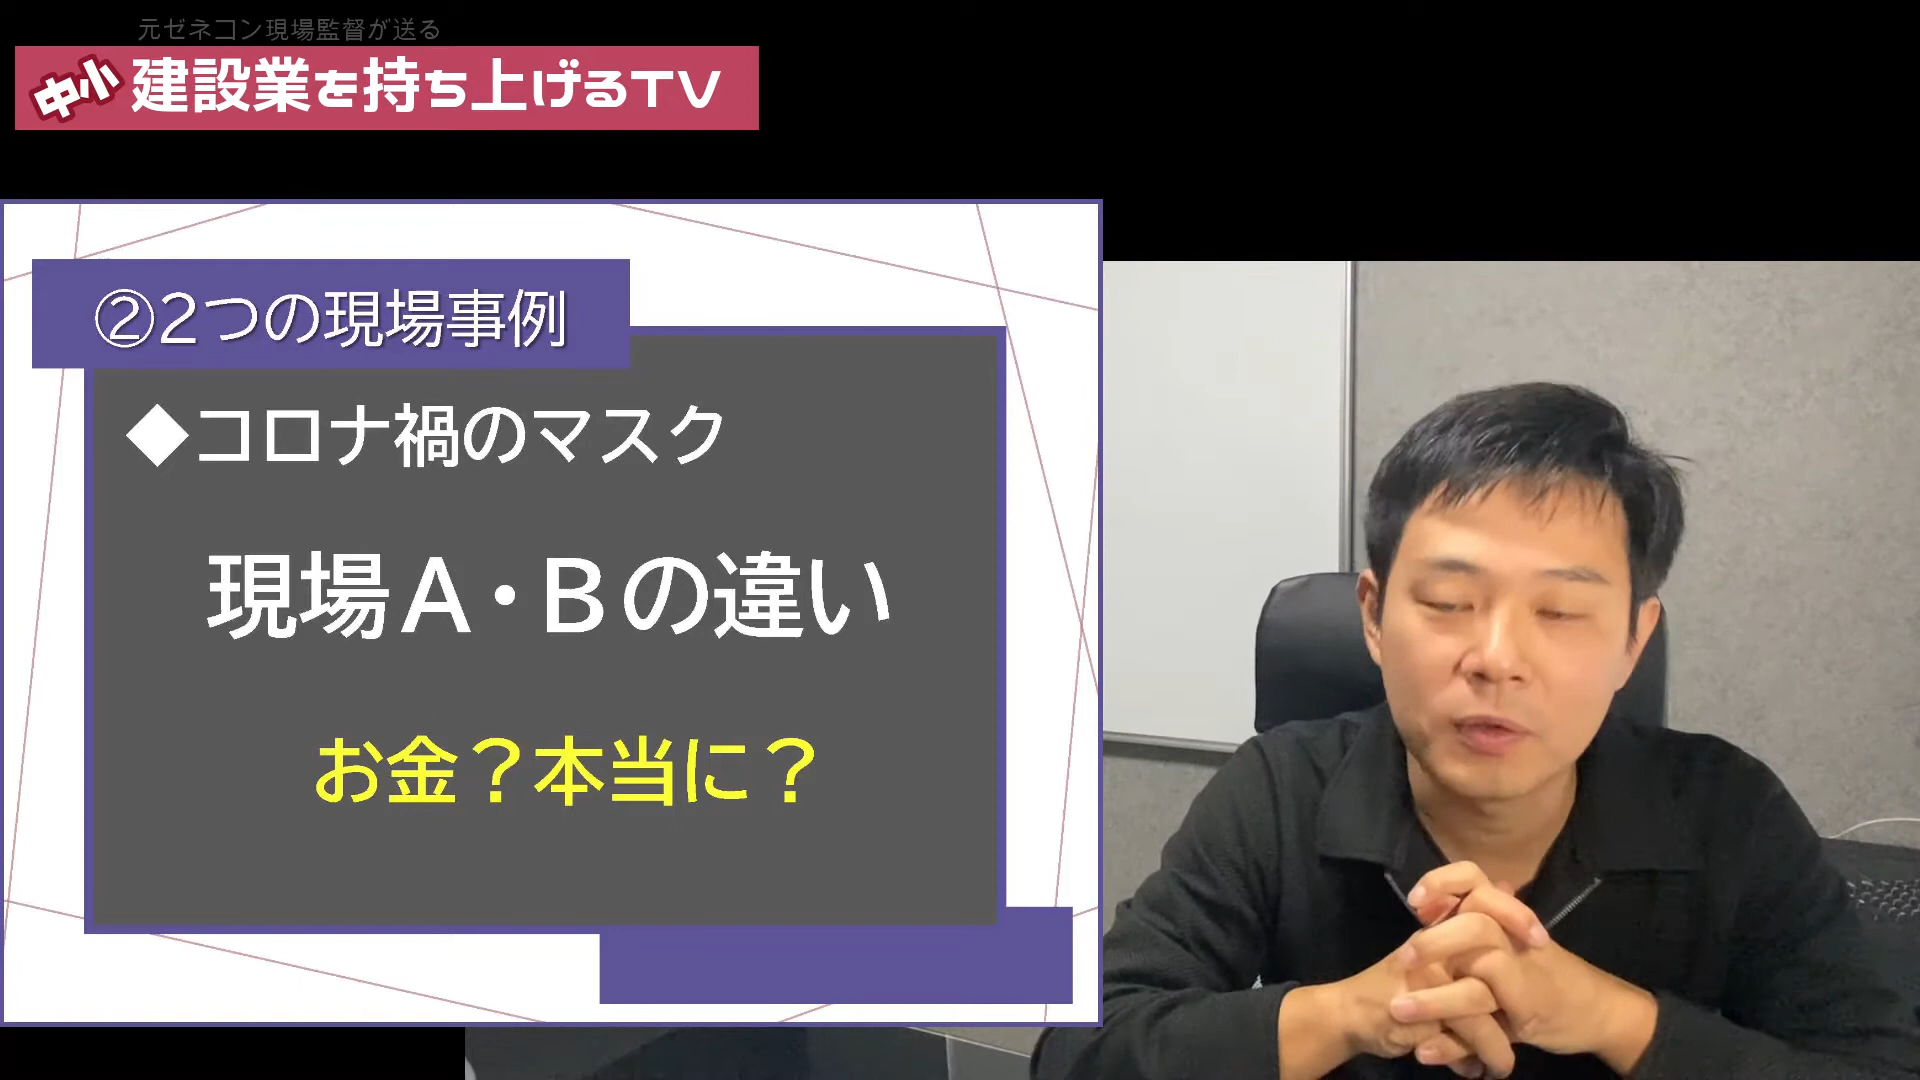 元ゼネコン現場監督が送る
中小建設業を持ち上げるTV
②2つの現場事例
◆コロナ禍のマスク
現場A・Bの違い
お金？本当に？